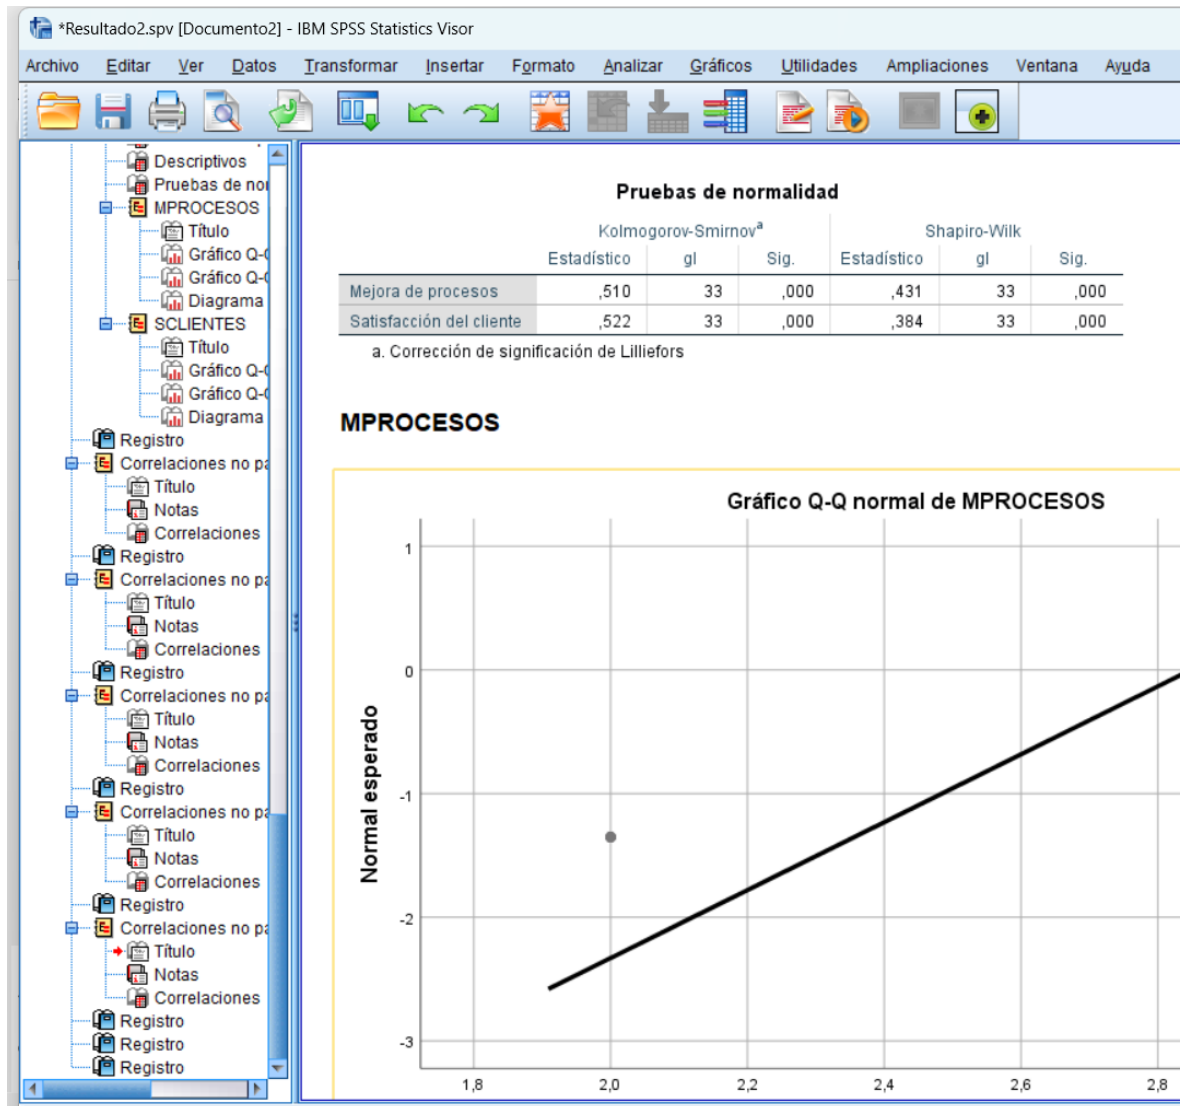 *Resultado2.spv [Documento2] - IBM SPSS Statistics Visor
Archivo Editar Ver Datos Transformar Insertar Formato Analizar Gráficos Utilidades Ampliaciones Ventana Ayuda
Descriptivos
Pruebas de nor
MPROCESOS
Título
Gráfico Q-Q
Gráfico Q-Q
Diagrama
SCLIENTES
Título
Gráfico Q-Q
Gráfico Q-Q
Diagrama
Registro
Correlaciones no pa
Título
Notas
Correlaciones
Registro
Correlaciones no pa
Título
Notas
Correlaciones
Registro
Correlaciones no pa
Título
Notas
Correlaciones
Registro
Correlaciones no pa
Título
Notas
Correlaciones
Registro
Correlaciones no pa
Título
Notas
Correlaciones
Registro
Registro
Registro
Pruebas de normalidad
Kolmogorov-Smirnovª Shapiro-Wilk
Estadístico gl Sig. Estadístico gl Sig.
Mejora de procesos ,510 33 ,000 ,431 33 ,000
Satisfacción del cliente ,522 33 ,000 ,384 33 ,000
a. Corrección de significación de Lilliefors
MPROCESOS
Gráfico Q-Q normal de MPROCESOS
Normal esperado
1
0
-1
-2
-3
1,8 2,0 2,2 2,4 2,6 2,8